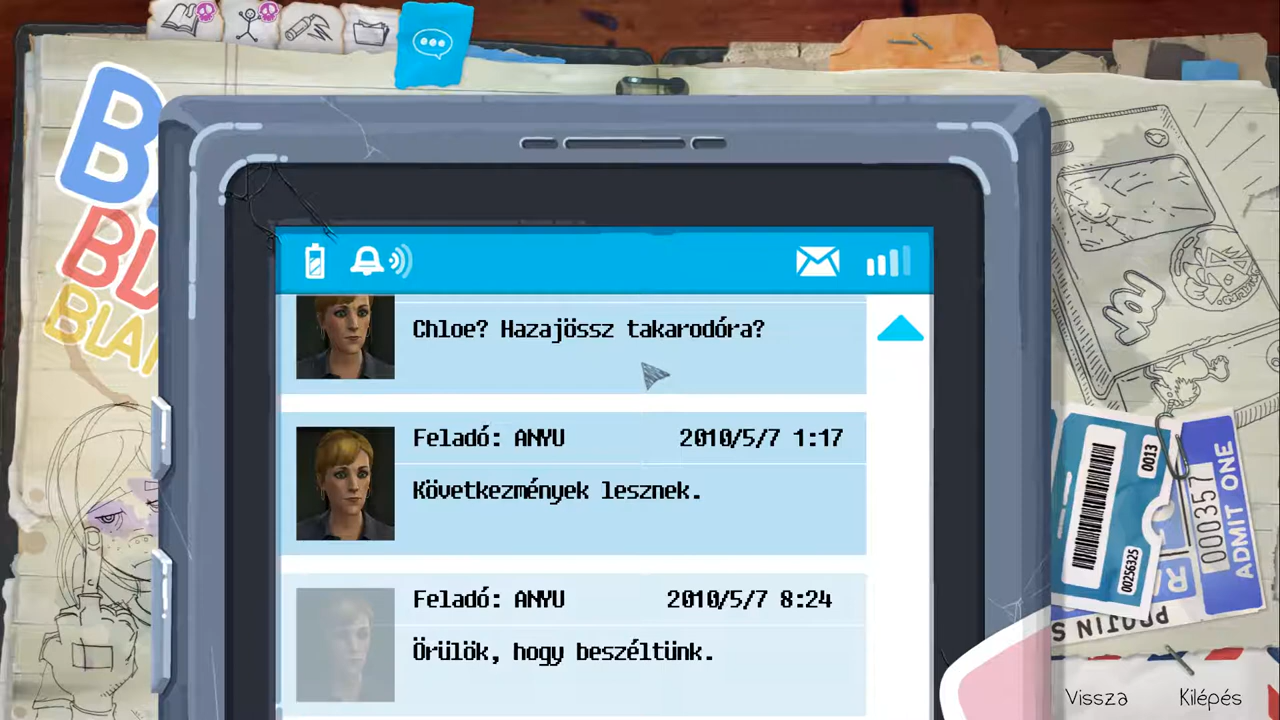 Chloe? Hazajössz takarodóra?
Feladó: ANYU 2010/5/7 1:17
Következmények lesznek.
Feladó: ANYU 2010/5/7 8:24
Örülök, hogy beszéltünk.
0013
00256325
000357
ADMIT ONE
Vissza
Kilépés